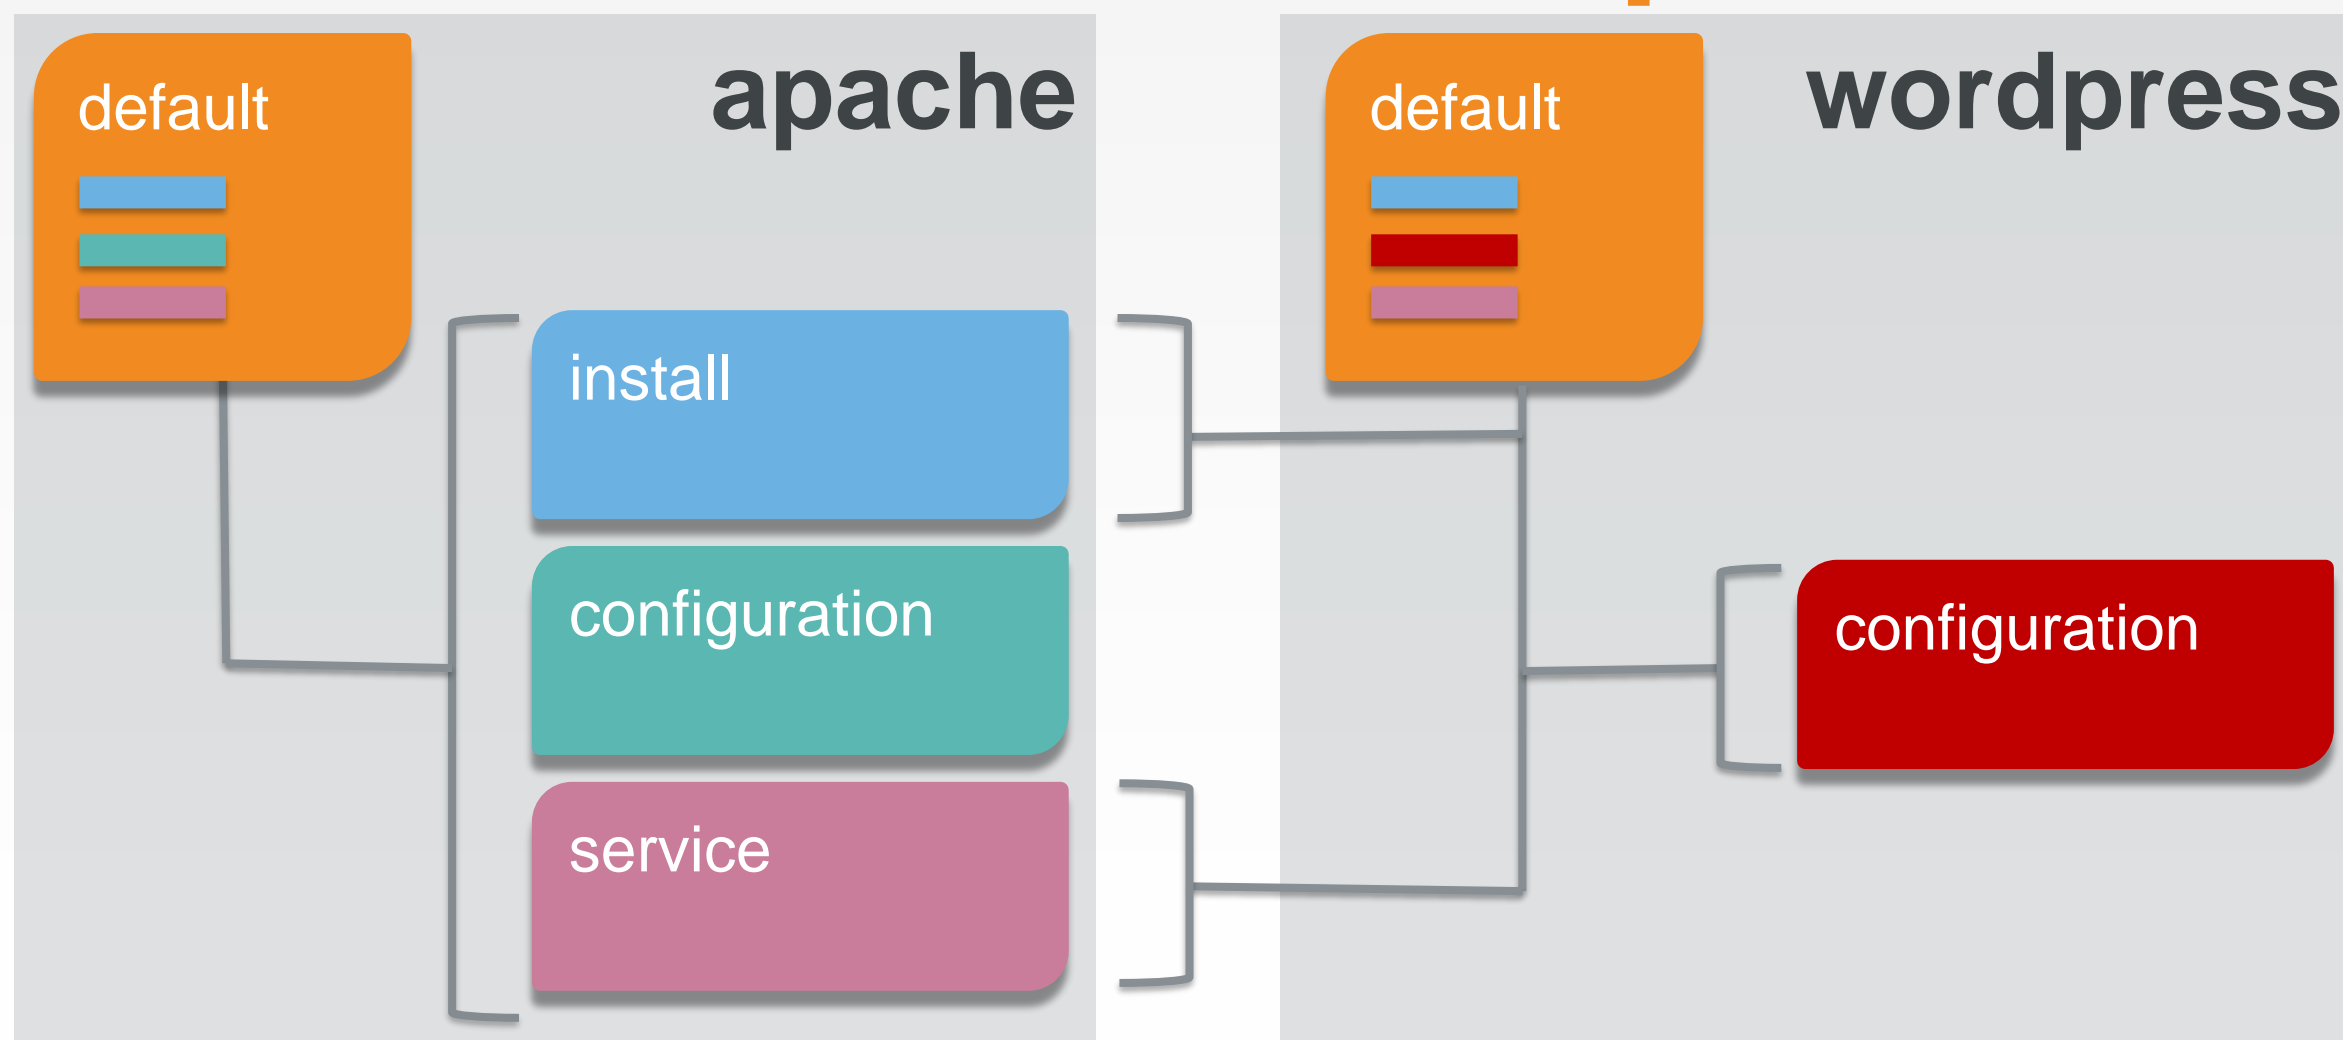 default
apache
install
configuration
service
default
wordpress
configuration